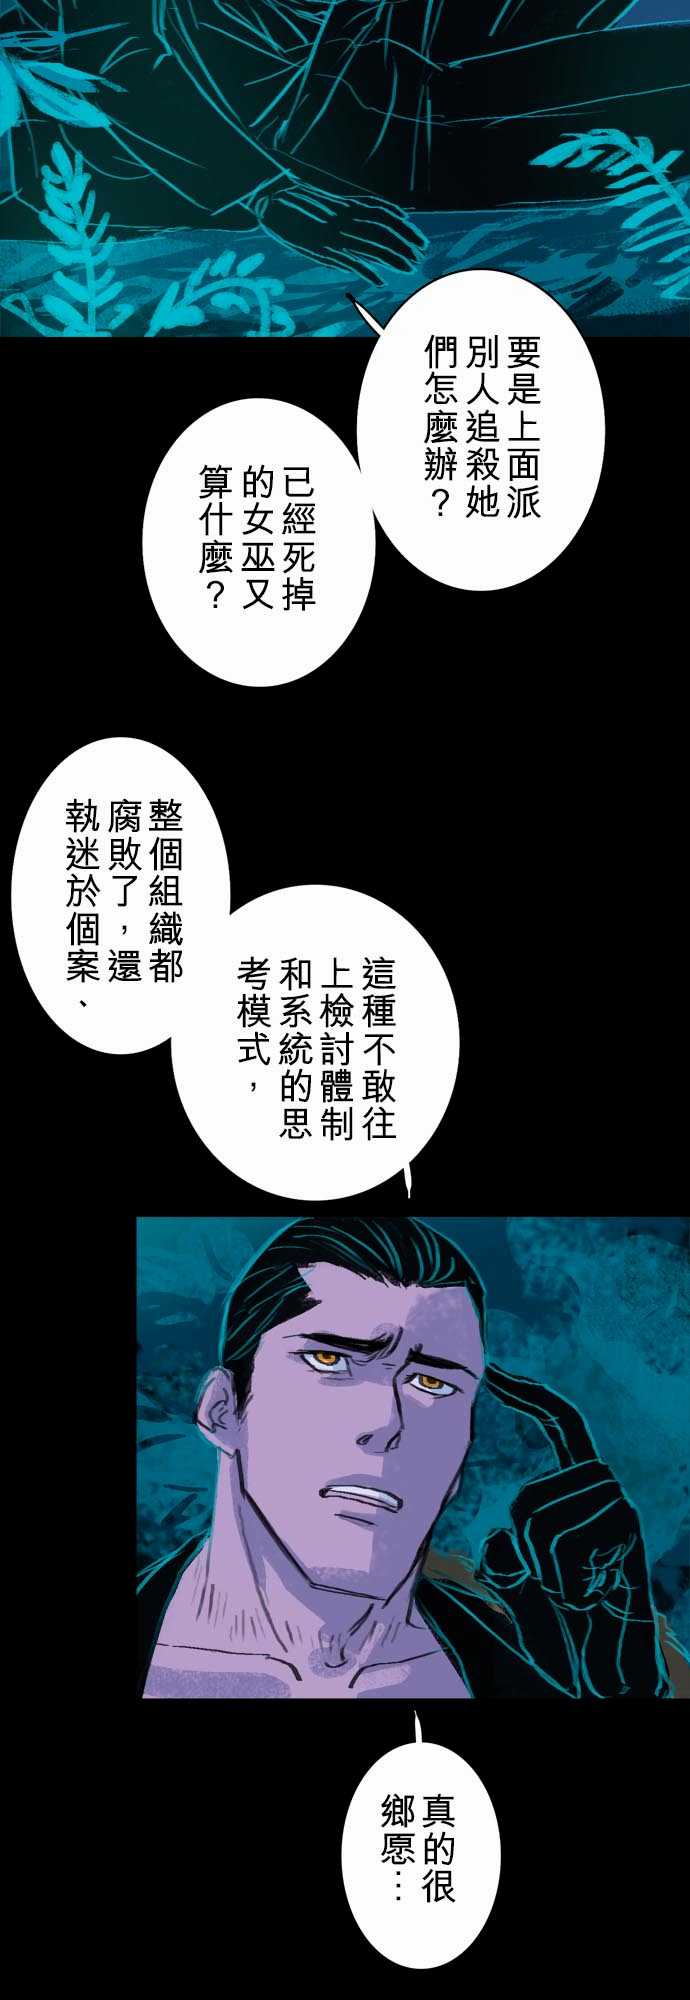 要是上面派
別人追殺她
們怎麼辦？
已經死掉
的女巫又
算什麼？
整個組織都
腐敗了，還
執迷於個案、
這種不敢往
上檢討體制
和系統的思
考模式，
真的很
鄉愿…